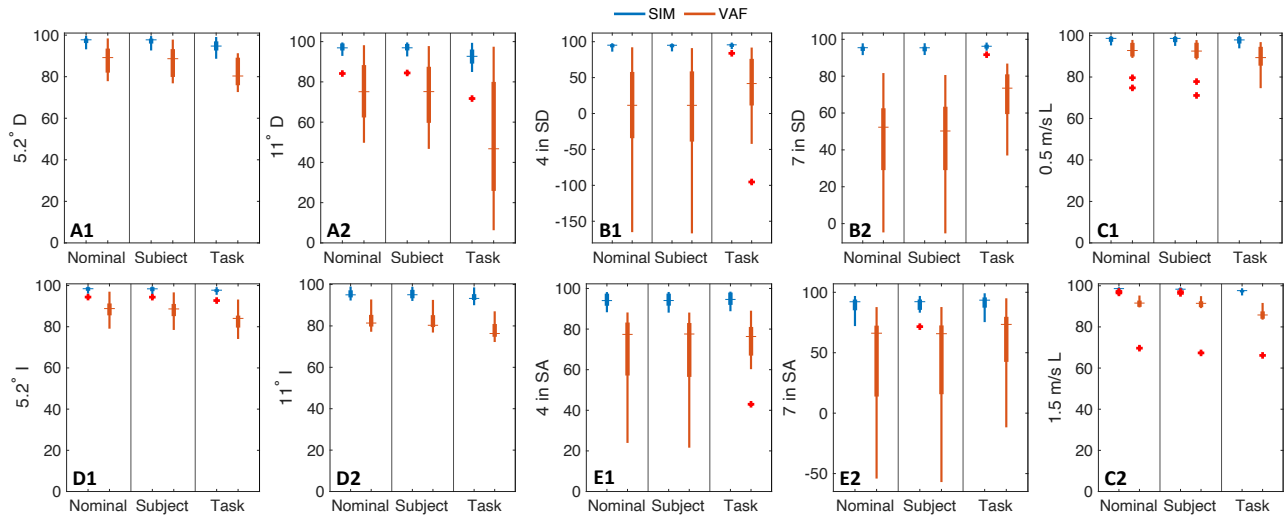 SIM VAF
100
80
60
40
20
0
5.2° D
A1
Nominal Subject Task
100
80
60
40
20
0
11° D
A2
Nominal Subject Task
100
50
0
-50
-100
-150
4 in SD
B1
Nominal Subject Task
100
80
60
40
20
0
7 in SD
B2
Nominal Subject Task
100
80
60
40
20
0
0.5 m/s L
C1
Nominal Subject Task
100
80
60
40
20
0
5.2° I
D1
Nominal Subject Task
100
80
60
40
20
0
11° I
D2
Nominal Subject Task
100
80
60
40
20
0
4 in SA
E1
Nominal Subject Task
100
50
0
-50
7 in SA
E2
Nominal Subject Task
100
80
60
40
20
0
1.5 m/s L
C2
Nominal Subject Task